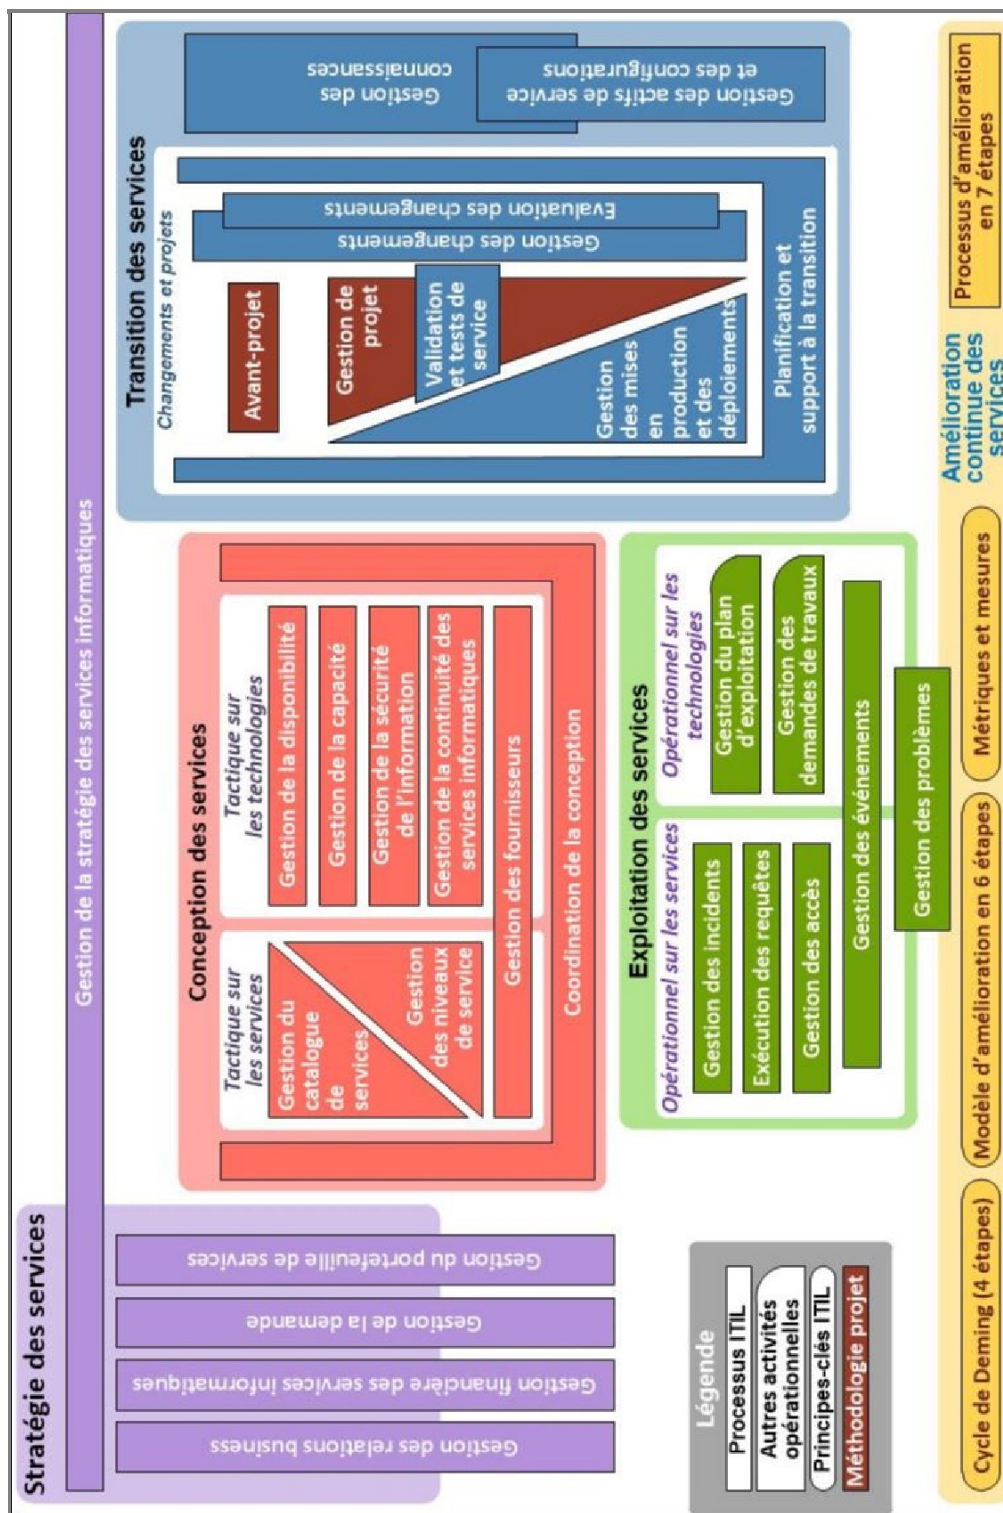 Stratégie des services
Gestion de la stratégie des services informatiques
Gestion des relations business
Gestion financière des services informatiques
Gestion de la demande
Gestion du portefeuille de services
Conception des services
Tactique sur
les services
Gestion du
catalogue
de
services
Gestion
des niveaux
de service
Tactique sur
les technologies
Gestion de la disponibilité
Gestion de la capacité
Gestion de la sécurité
de l'information
Gestion de la continuité des
services informatiques
Gestion des fournisseurs
Coordination de la conception
Transition des services
Changements et projets
Avant-projet
Gestion de
projet
Validation
et tests de
service
Gestion
des mises
en
production
et des
déploiements
Gestion des changements
Evaluation des changements
Planification et
support à la transition
Gestion des
connaissances
Gestion des actifs de service
et des configurations
Exploitation des services
Opérationnel sur les services
Gestion des incidents
Exécution des requêtes
Gestion des accès
Opérationnel sur les
technologies
Gestion du plan
d'exploitation
Gestion des
demandes de travaux
Gestion des événements
Gestion des problèmes
Légende
Processus ITIL
Autres activités
opérationnelles
Principes-clés ITIL
Méthodologie projet
Cycle de Deming (4 étapes)
Modèle d'amélioration en 6 étapes
Métriques et mesures
Amélioration
continue des
services
Processus d'amélioration
en 7 étapes